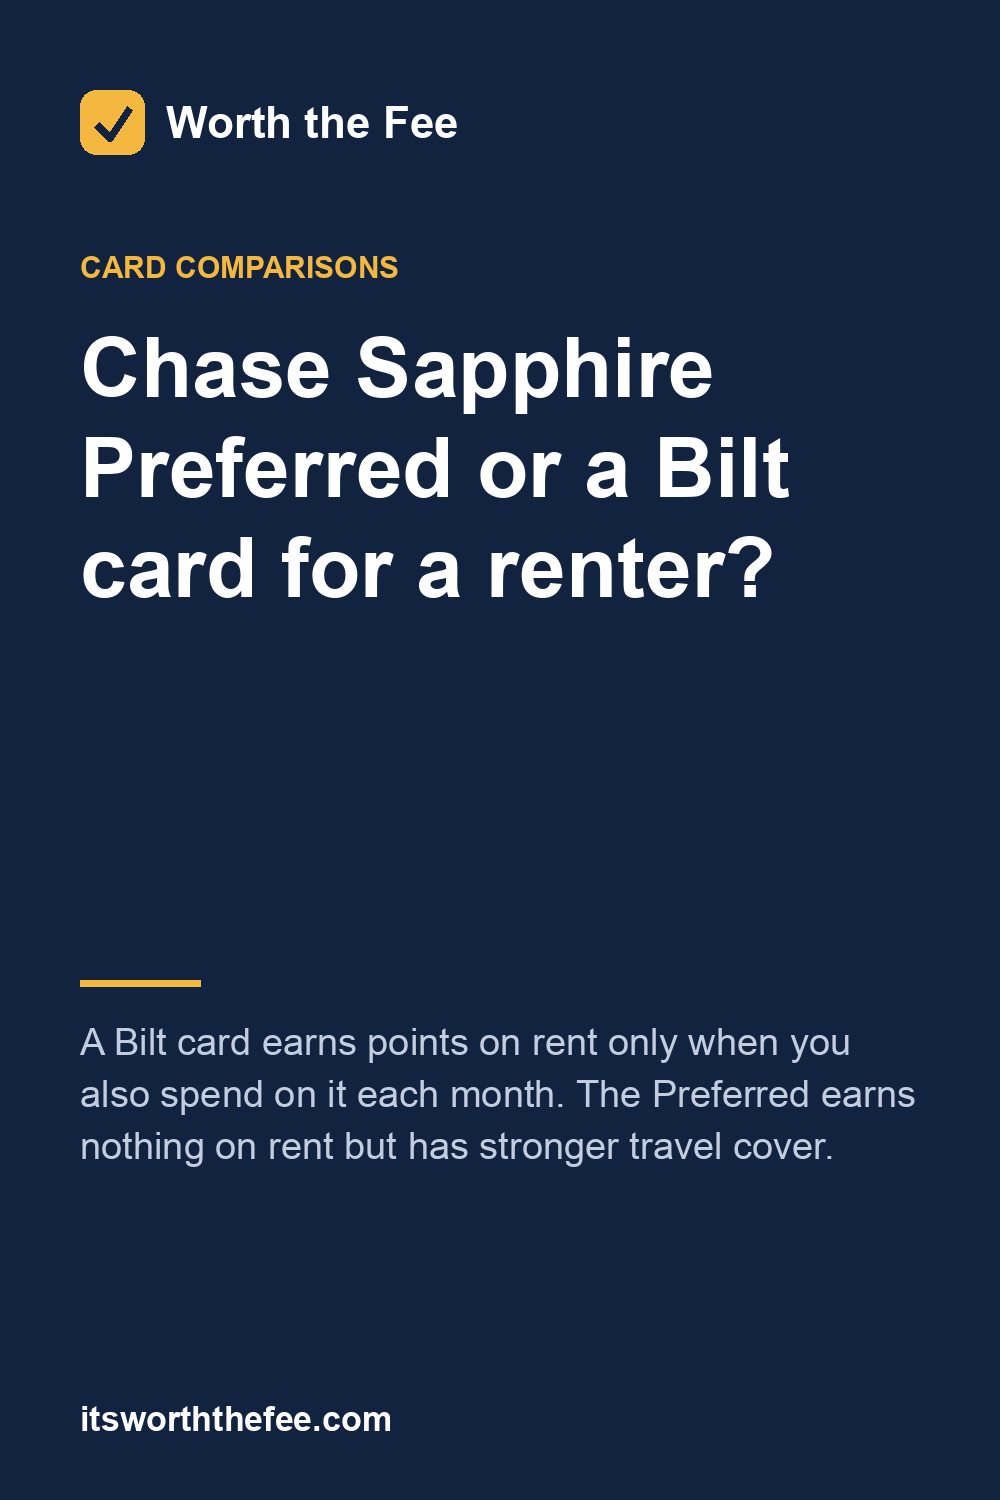 Worth the Fee
CARD COMPARISONS
Chase Sapphire
Preferred or a Bilt
card for a renter?
A Bilt card earns points on rent only when you
also spend on it each month. The Preferred earns
nothing on rent but has stronger travel cover.
itsworththefee.com